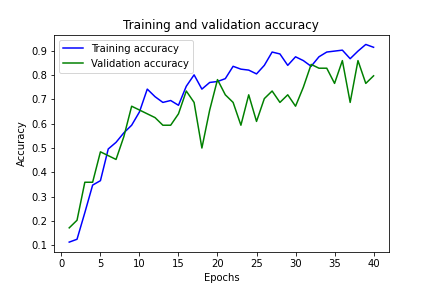 Training and validation accuracy
Training accuracy
Validation accuracy
Accuracy
0.9
0.8
0.7
0.6
0.5
0.4
0.3
0.2
0.1
0 5 10 15 20 25 30 35 40
Epochs